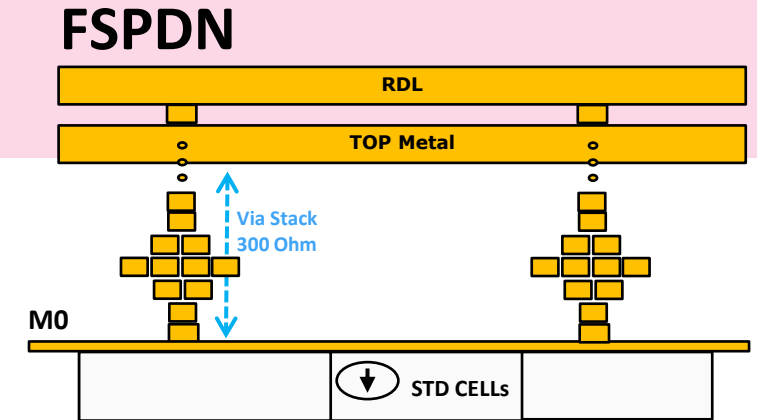 FSPDN
RDL
TOP Metal
Via Stack
300 Ohm
M0
STD CELLs